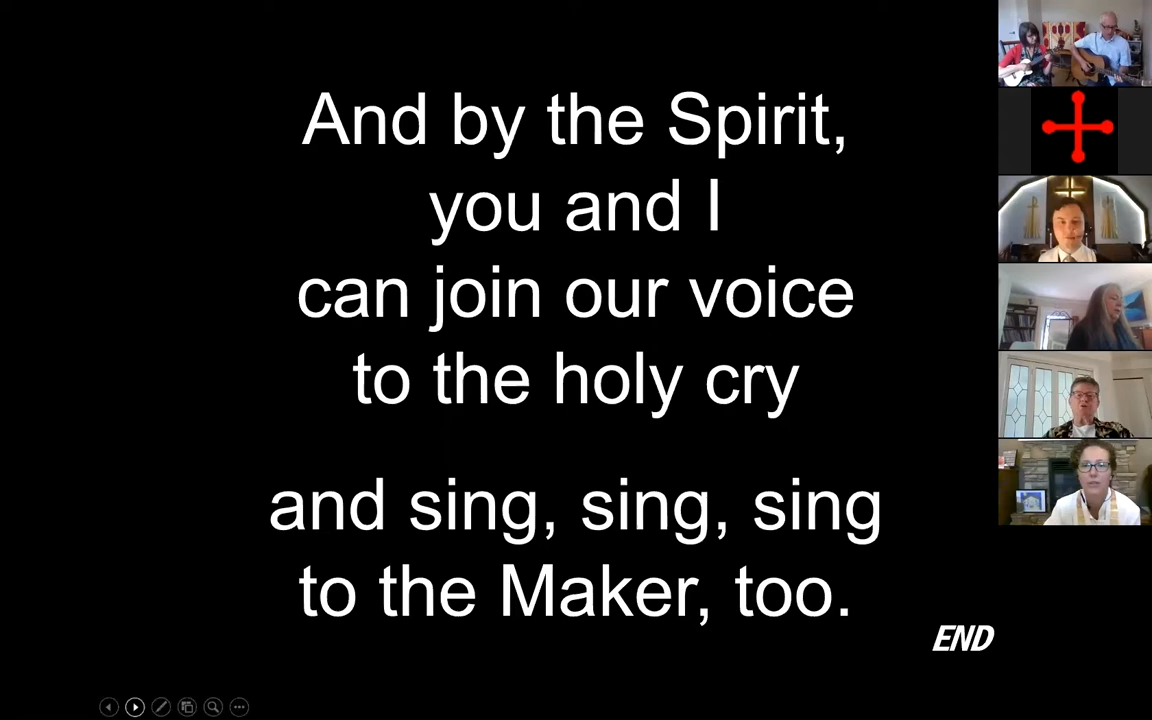 And by the Spirit,
you and I
can join our voice
to the holy cry
and sing, sing, sing
to the Maker, too.
END